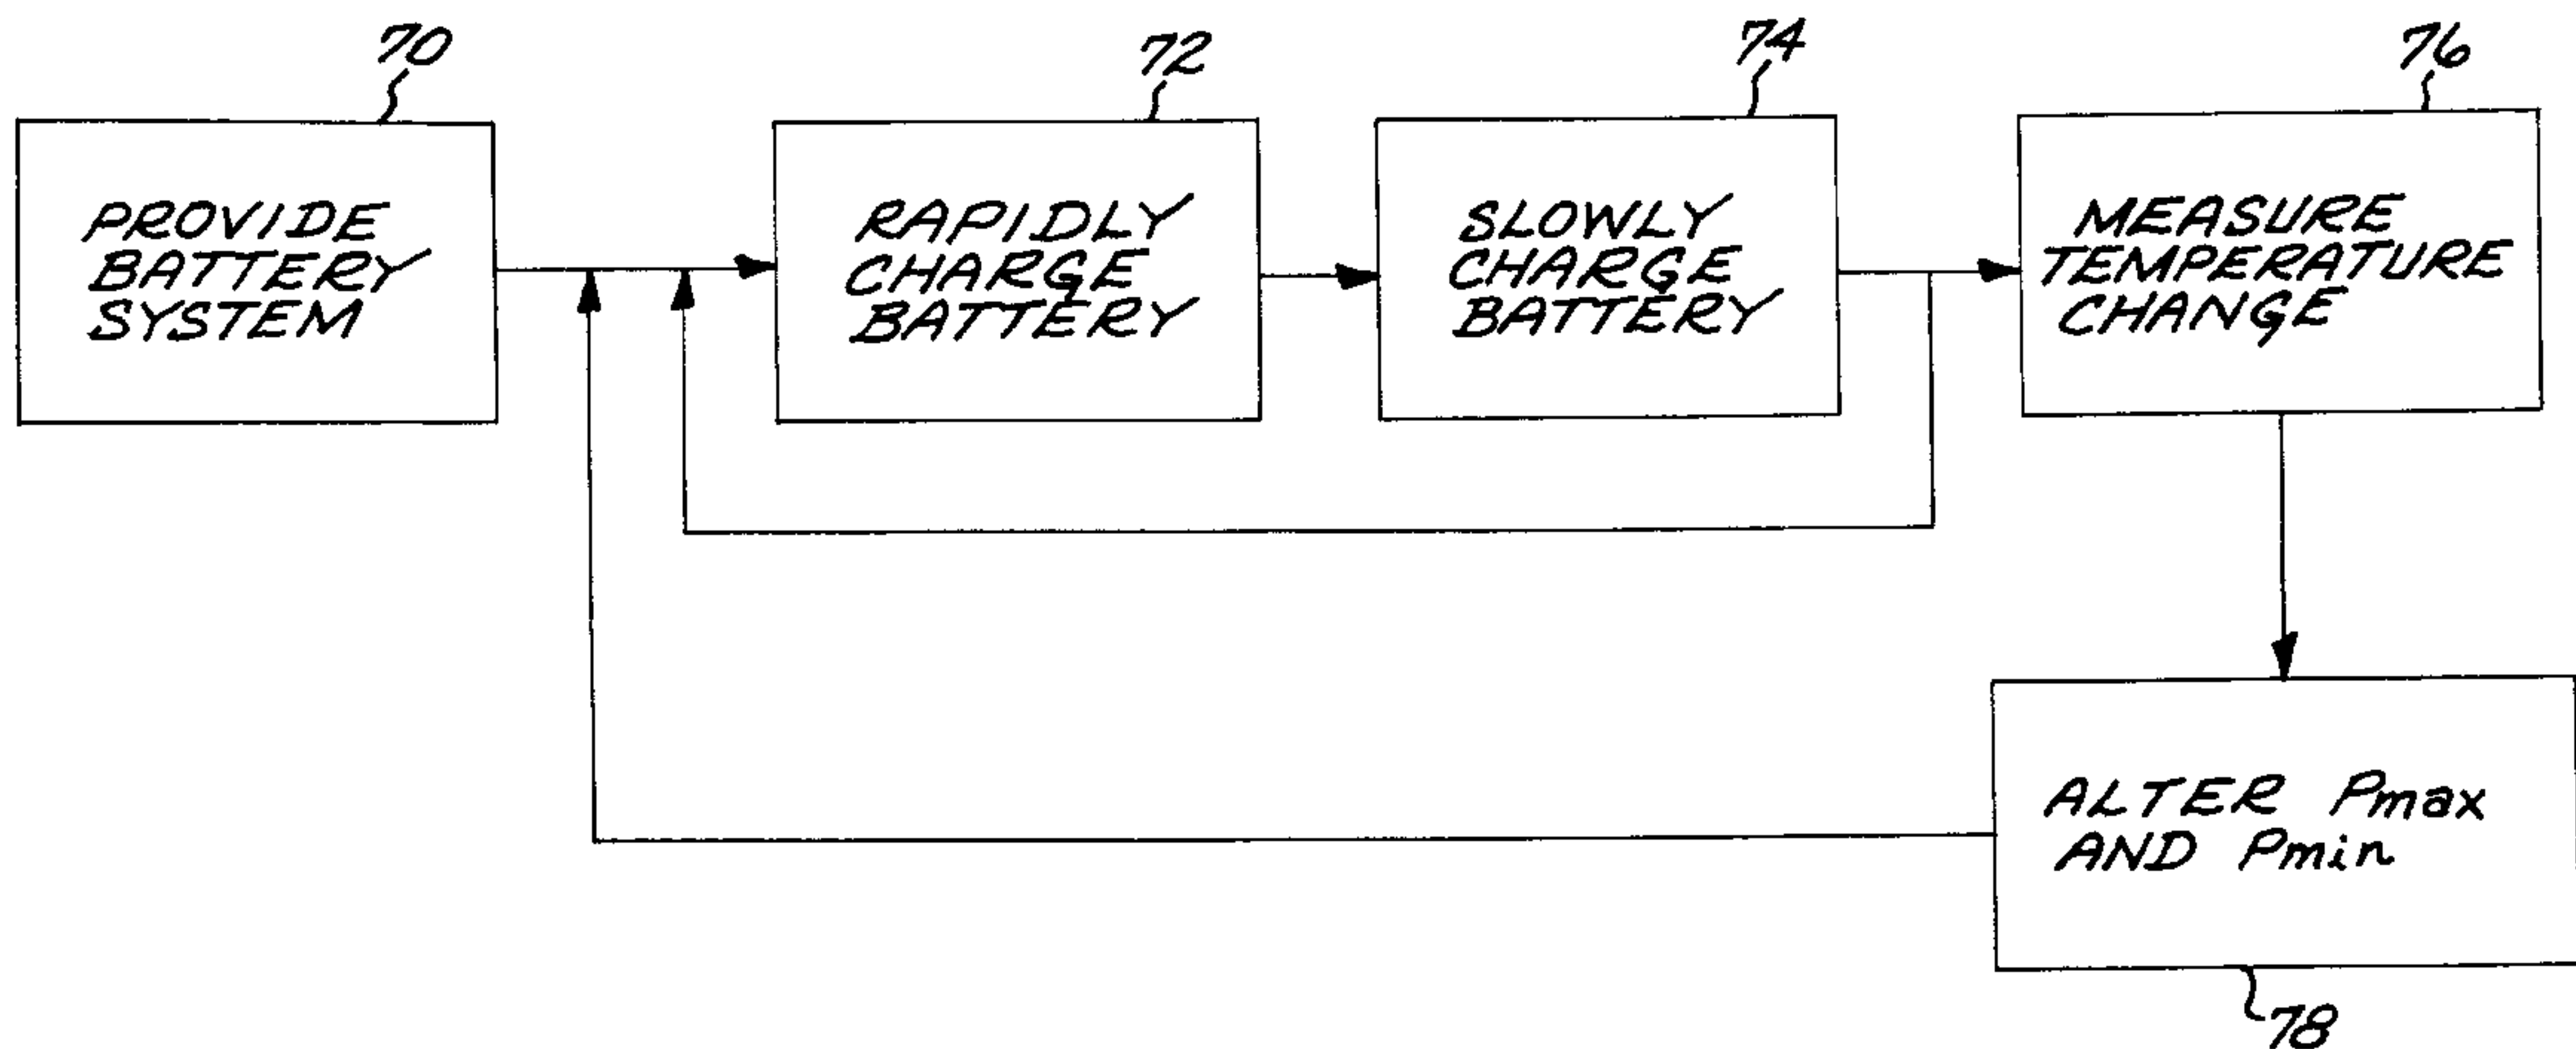 70
72
74
76
PROVIDE
BATTERY
SYSTEM
RAPIDLY
CHARGE
BATTERY
SLOWLY
CHARGE
BATTERY
MEASURE
TEMPERATURE
CHANGE
ALTER Pmax
AND Pmin
78